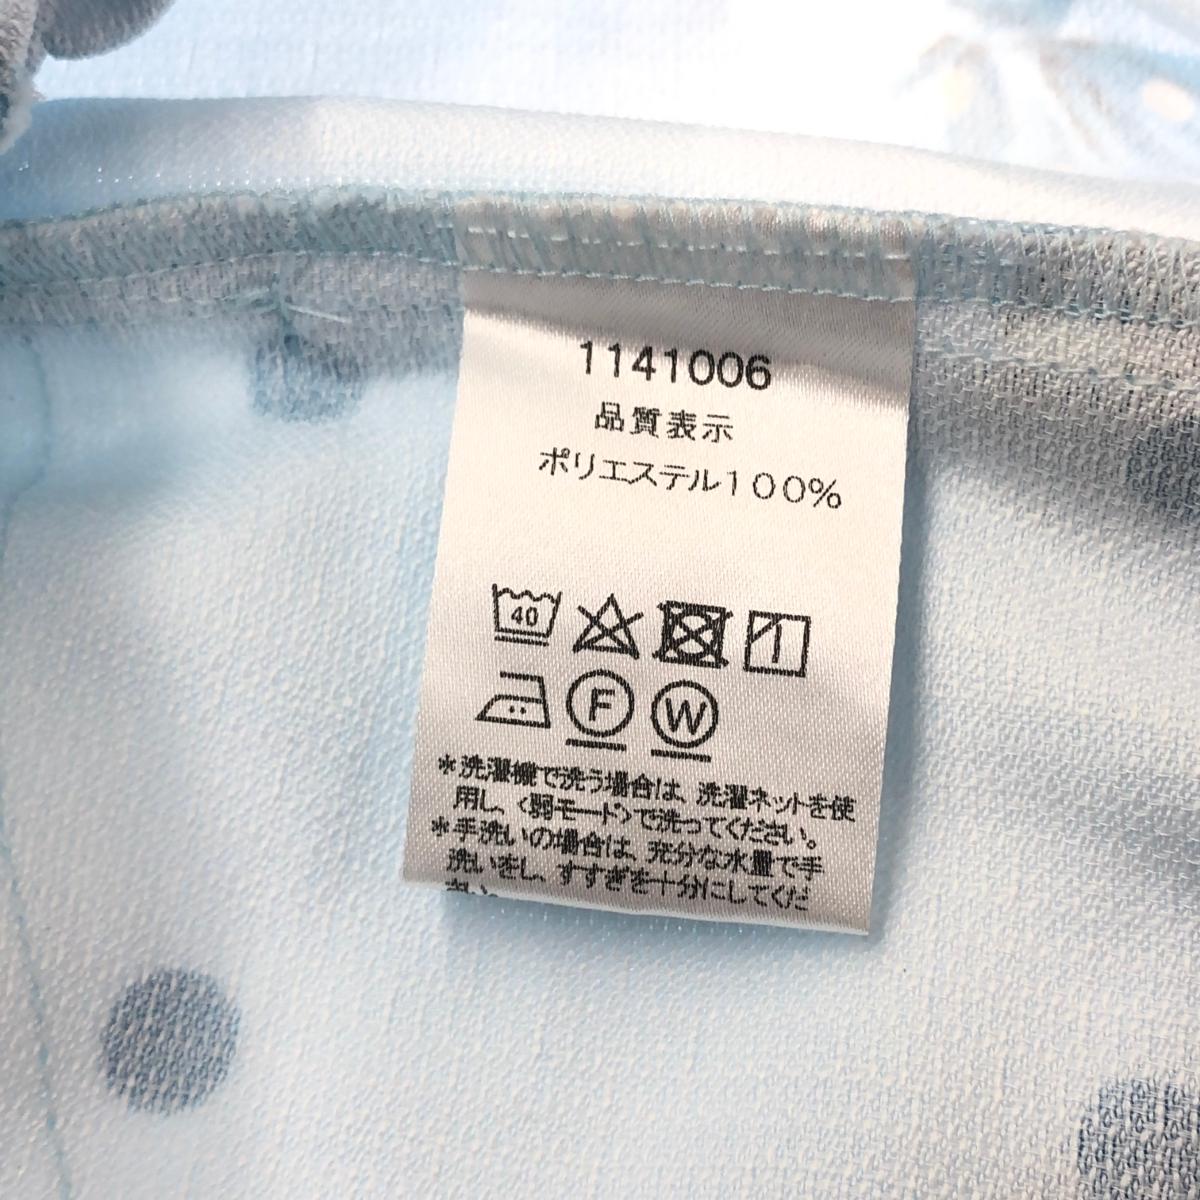 1141006
品質表示
ポリエステル100%
40
F
W
*洗濯機で洗う場合は、洗濯ネットを使
用し、<弱モード>で洗ってください。
*手洗いの場合は、充分な水量で手
洗いをし、すすぎを十分にしてくだ
さい。